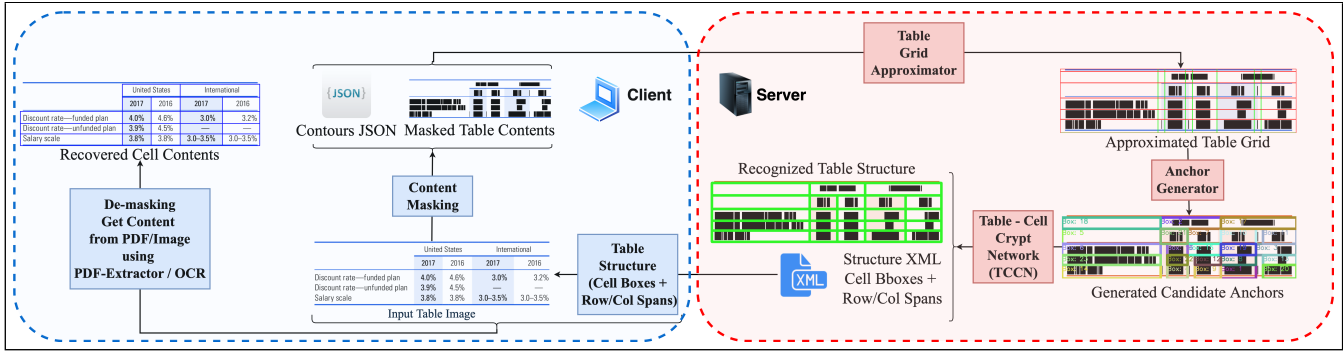 United States International
2017 2016 2017 2016
Discount rate—funded plan 4.0% 4.6% 3.0% 3.2%
Discount rate—unfunded plan 3.9% 4.5% — —
Salary scale 3.8% 3.8% 3.0–3.5% 3.0–3.5%
Recovered Cell Contents
De-masking
Get Content
from PDF/Image
using
PDF-Extractor / OCR
{JSON}
Contours JSON
Masked Table Contents
Content
Masking
United States International
2017 2016 2017 2016
Discount rate—funded plan 4.0% 4.6% 3.0% 3.2%
Discount rate—unfunded plan 3.9% 4.5% — —
Salary scale 3.8% 3.8% 3.0–3.5% 3.0–3.5%
Input Table Image
Client
Table
Structure
(Cell Boxes +
Row/Col Spans)
Server
Table
Grid
Approximator
Approximated Table Grid
Anchor
Generator
Box: 18
Box: 5
Generated Candidate Anchors
Table - Cell
Crypt
Network
(TCCN)
Recognized Table Structure
XML
Structure XML
Cell Bboxes +
Row/Col Spans